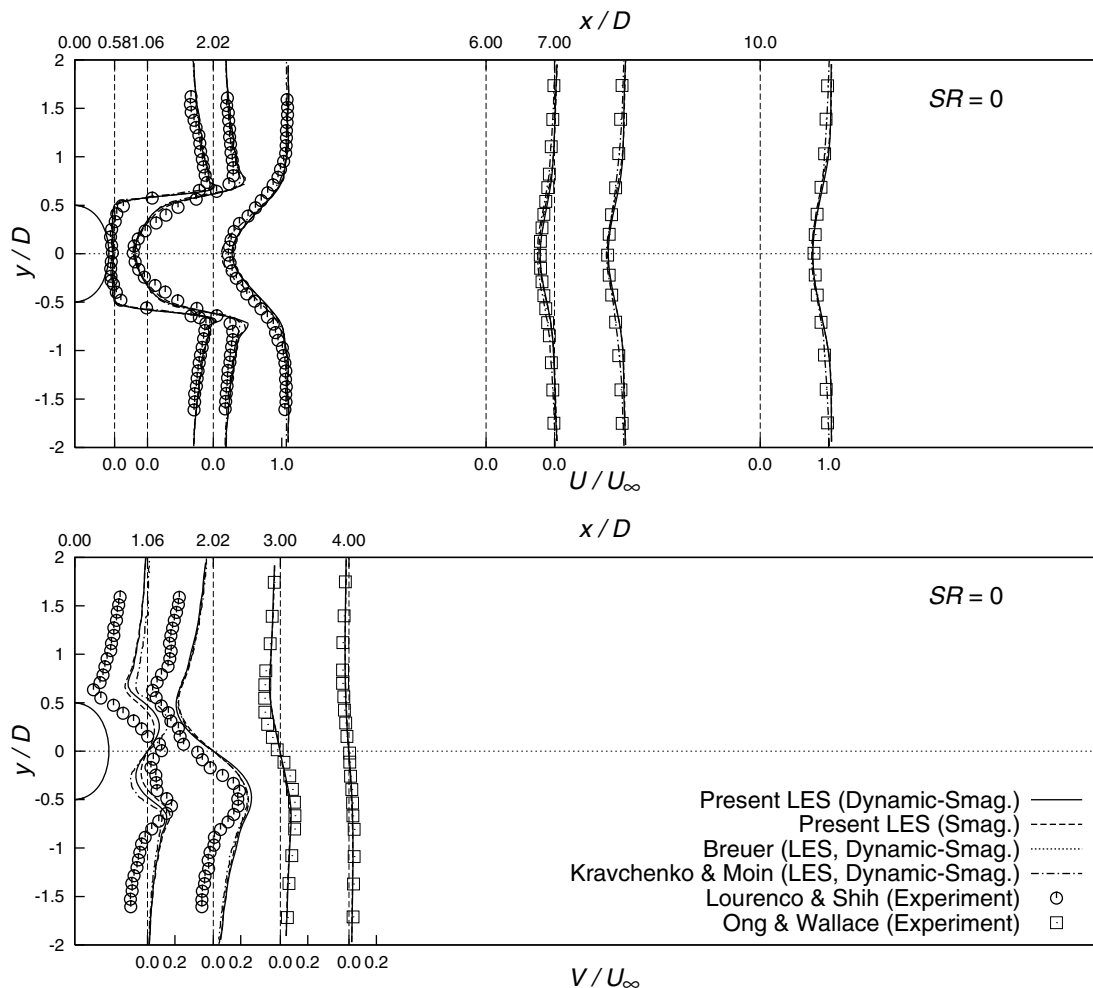 x / D
0.00 0.58 1.06 2.02 6.00 7.00 10.0
2
SR = 0
1.5
1
0.5
y / D
0
-0.5
-1
-1.5
-2
0.0 0.0 0.0 1.0 0.0 0.0 0.0 1.0
U / U∞
x / D
0.00 1.06 2.02 3.00 4.00
2
SR = 0
1.5
1
0.5
y / D
0
-0.5
Present LES (Dynamic-Smag.)
Present LES (Smag.)
-1
Breuer (LES, Dynamic-Smag.)
Kravchenko & Moin (LES, Dynamic-Smag.)
-1.5
Lourenco & Shih (Experiment)
Ong & Wallace (Experiment)
-2
0.0 0.2 0.0 0.2 0.0 0.2 0.0 0.2
V / U∞